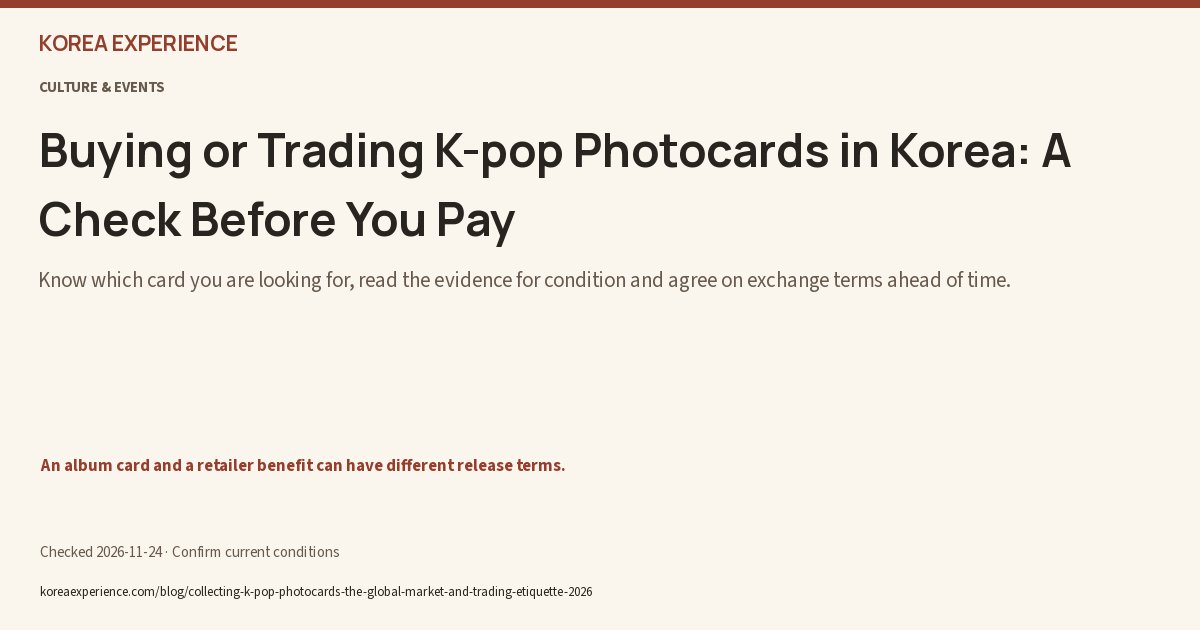 KOREA EXPERIENCE
CULTURE & EVENTS
Buying or Trading K-pop Photocards in Korea: A
Check Before You Pay
Know which card you are looking for, read the evidence for condition and agree on exchange terms ahead of time.
An album card and a retailer benefit can have different release terms.
Checked 2026-11-24 · Confirm current conditions
koreaexperience.com/blog/collecting-k-pop-photocards-the-global-market-and-trading-etiquette-2026